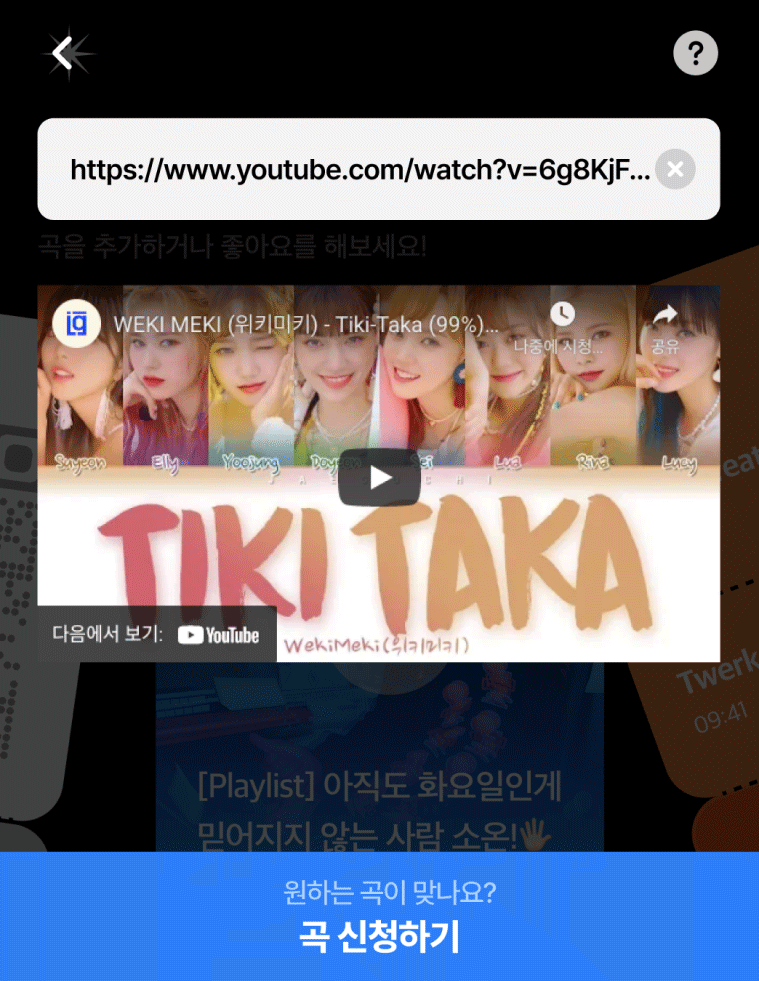 ?
https://www.youtube.com/watch?v=6g8KjF...
곡을 추가하거나 좋아요를 해보세요!
WEKI MEKI (위키미키) - Tiki-Taka (99%)...
나중에 시청...
공유
Suyeon Elly Yoojung Doyeon Sei Lua Rina Lucy
TIKI TAKA
다음에서 보기: YouTube
WekiMeki(위키미키)
Twerk
09:41
[Playlist] 아직도 화요일인게
믿어지지 않는 사람 소온!🖐
원하는 곡이 맞나요?
곡 신청하기